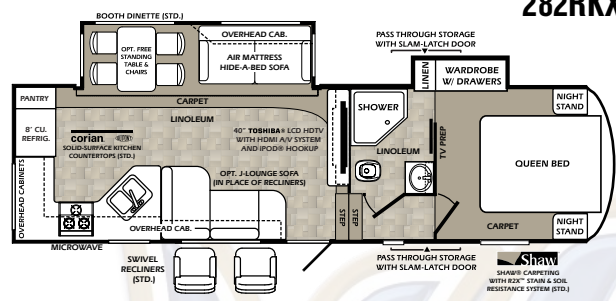 282RKX
BOOTH DINETTE (STD.)
OPT. FREE
STANDING
TABLE &
CHAIRS
OVERHEAD CAB.
AIR MATTRESS
HIDE-A-BED SOFA
PASS THROUGH STORAGE
WITH SLAM-LATCH DOOR
LINEN
WARDROBE
W/ DRAWERS
PANTRY
CARPET
LINOLEUM
8' CU.
REFRIG.
corian. DUPONT
SOLID-SURFACE KITCHEN
COUNTERTOPS (STD.)
40" TOSHIBA® LCD HDTV
WITH HDMI A/V SYSTEM
AND iPOD® HOOKUP
SHOWER
LINOLEUM
TV PREP
NIGHT
STAND
QUEEN BED
OVERHEAD CABINETS
OPT. J-LOUNGE SOFA
(IN PLACE OF RECLINERS)
OVERHEAD CAB.
STEP
STEP
CARPET
NIGHT
STAND
MICROWAVE
SWIVEL
RECLINERS
(STD.)
PASS THROUGH STORAGE
WITH SLAM-LATCH DOOR
Shaw
SHAW® CARPETING
WITH R2X™ STAIN & SOIL
RESISTANCE SYSTEM (STD.)